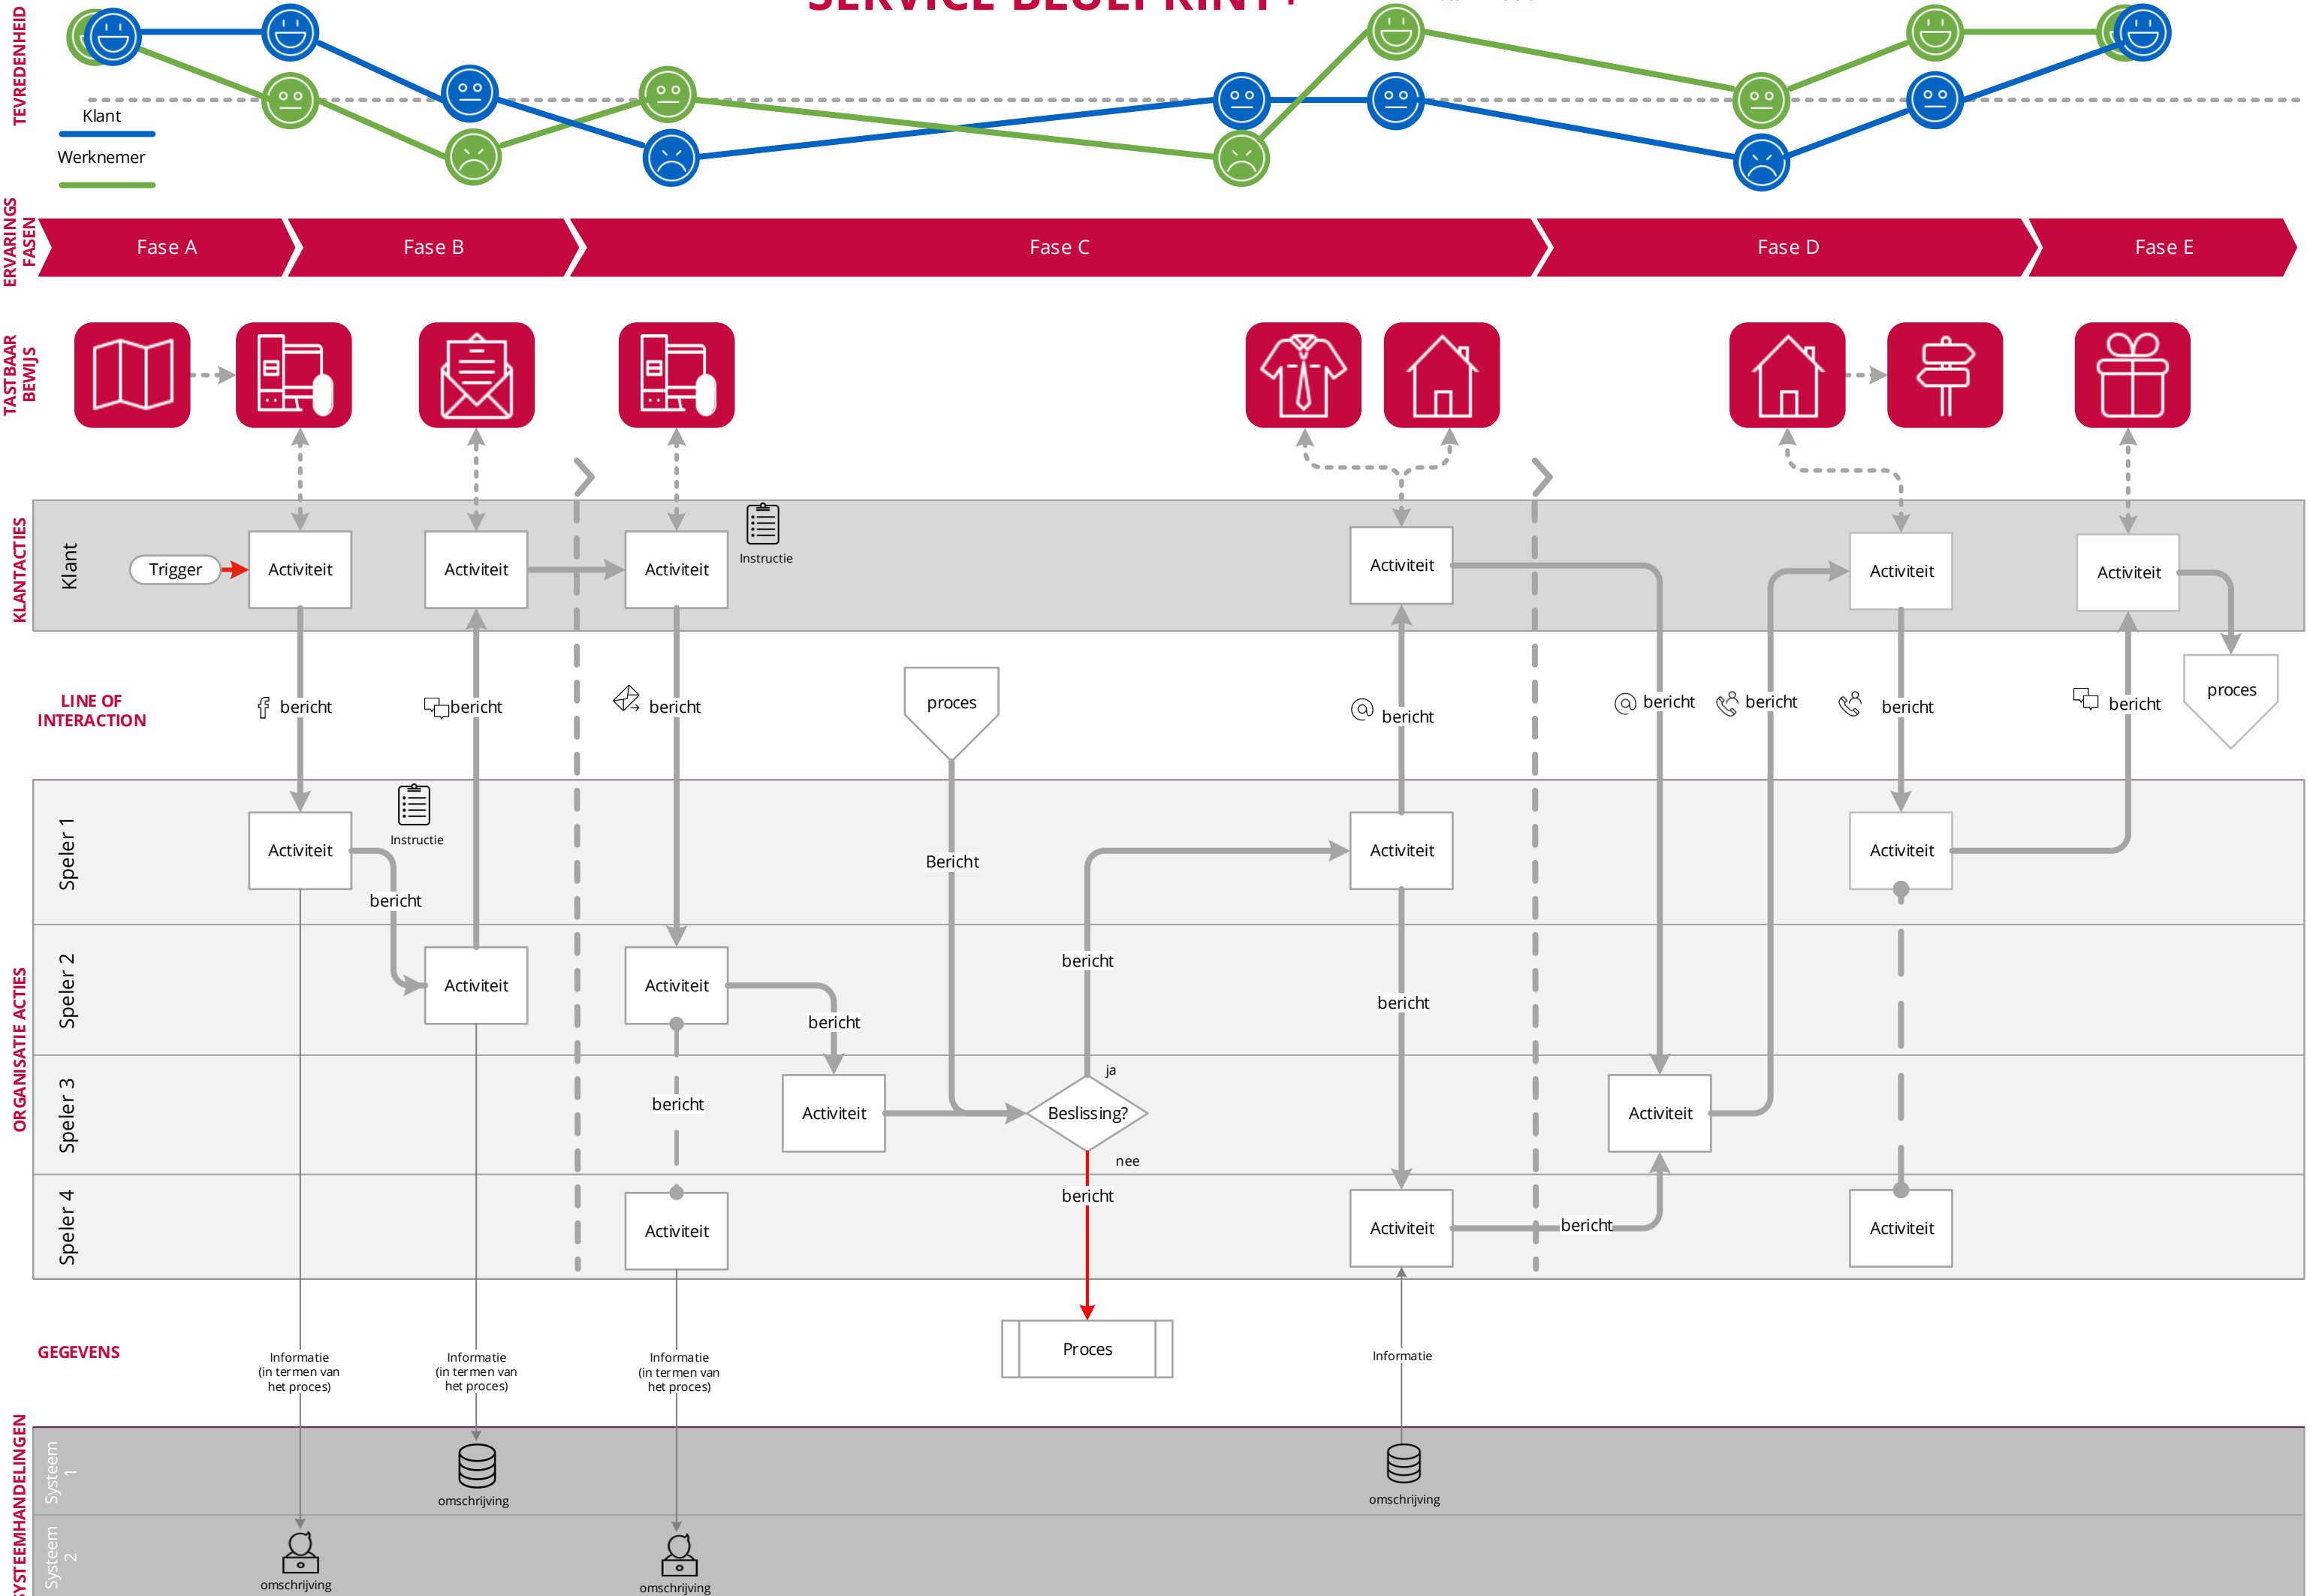 SERVICE BLUEPRINT+
TEVREDENHEID
Klant
Werknemer
ERVARINGS
FASEN
Fase A
Fase B
Fase C
Fase D
Fase E
TASTBAAR
BEWIJS
KLANTACTIES
Klant
Trigger
Activiteit
Activiteit
Activiteit
Instructie
Activiteit
Activiteit
Activiteit
LINE OF
INTERACTION
bericht
bericht
bericht
proces
bericht
bericht
bericht
bericht
bericht
proces
ORGANISATIE ACTIES
Speler 1
Activiteit
Instructie
bericht
Bericht
Activiteit
Activiteit
Speler 2
Activiteit
Activiteit
bericht
bericht
bericht
Speler 3
bericht
Activiteit
Beslissing?
ja
nee
Activiteit
Speler 4
Activiteit
bericht
Activiteit
bericht
Activiteit
GEGEVENS
Informatie
(in termen van
het proces)
Informatie
(in termen van
het proces)
Informatie
(in termen van
het proces)
Proces
Informatie
SYSTEEMHANDELINGEN
Systeem
1
omschrijving
omschrijving
Systeem
2
omschrijving
omschrijving